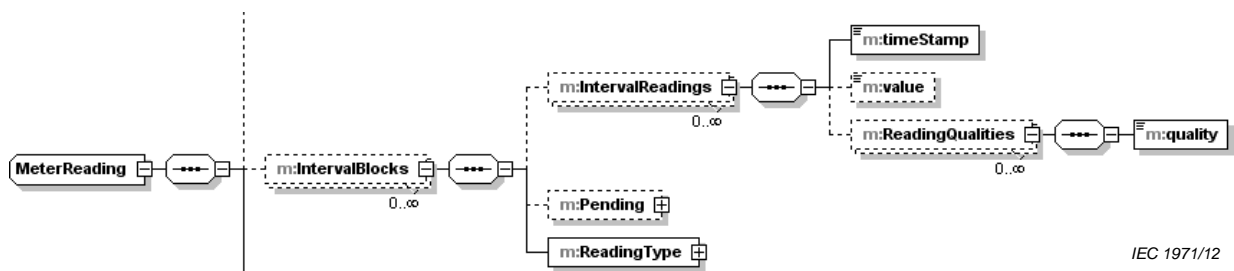 m:timeStamp
m:IntervalReadings
m:value
0..∞
m:ReadingQualities
m:quality
MeterReading
m:IntervalBlocks
0..∞
0..∞
m:Pending
m:ReadingType
IEC 1971/12